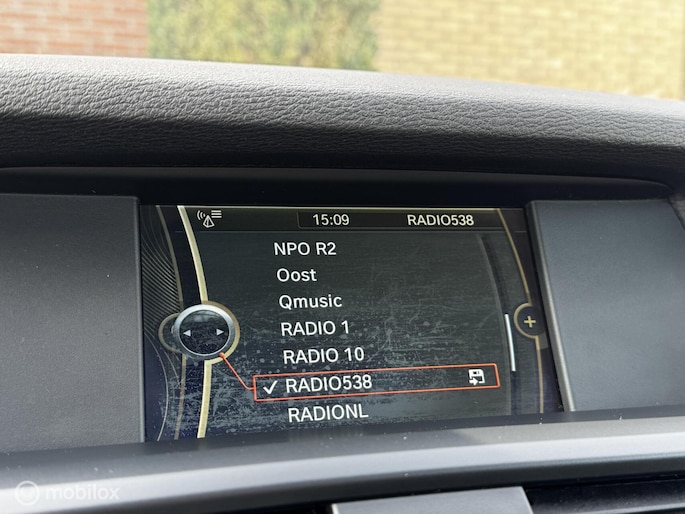 15:09 RADIO538
NPO R2
Oost
Qmusic
RADIO 1
RADIO 10
RADIO538
RADIONL
mobilox